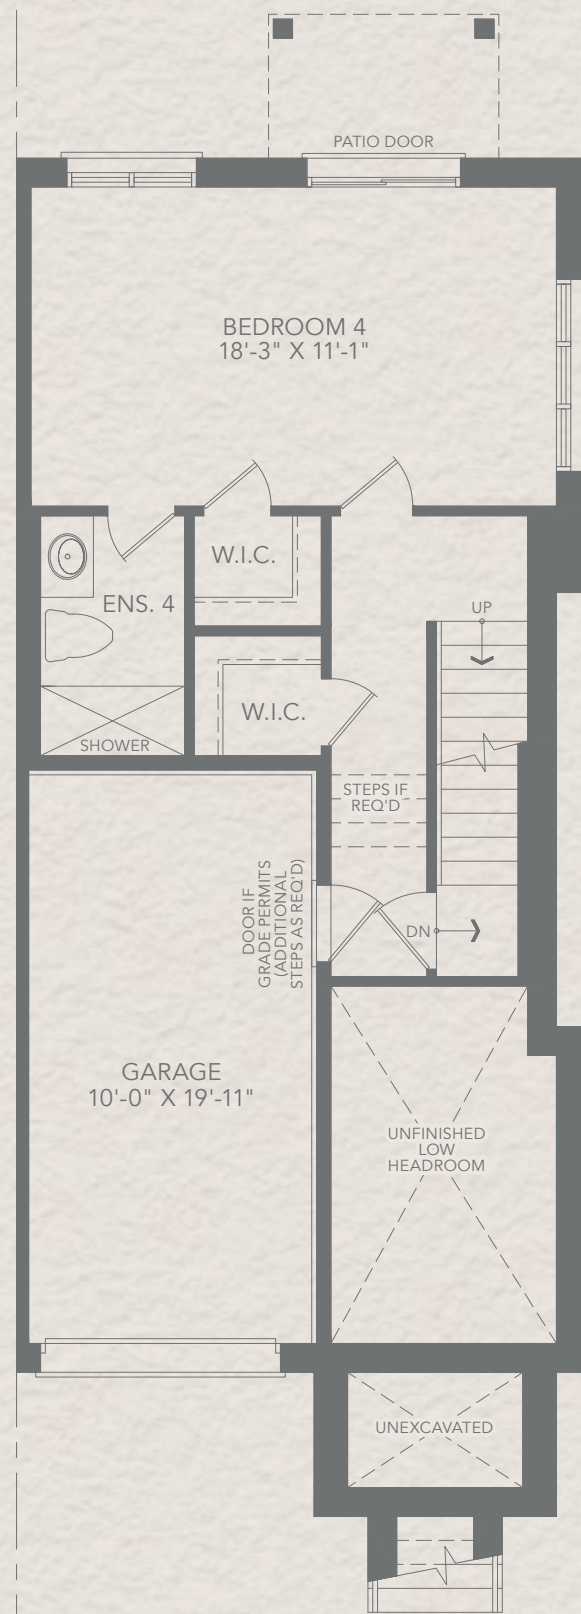 PATIO DOOR
BEDROOM 4
18'-3" X 11'-1"
W.I.C.
ENS. 4
UP
W.I.C.
SHOWER
STEPS IF
REQ'D
DOOR IF
GRADE PERMITS
(ADDITIONAL
STEPS AS REQ'D)
DN
GARAGE
10'-0" X 19'-11"
UNFINISHED
LOW
HEADROOM
UNEXCAVATED